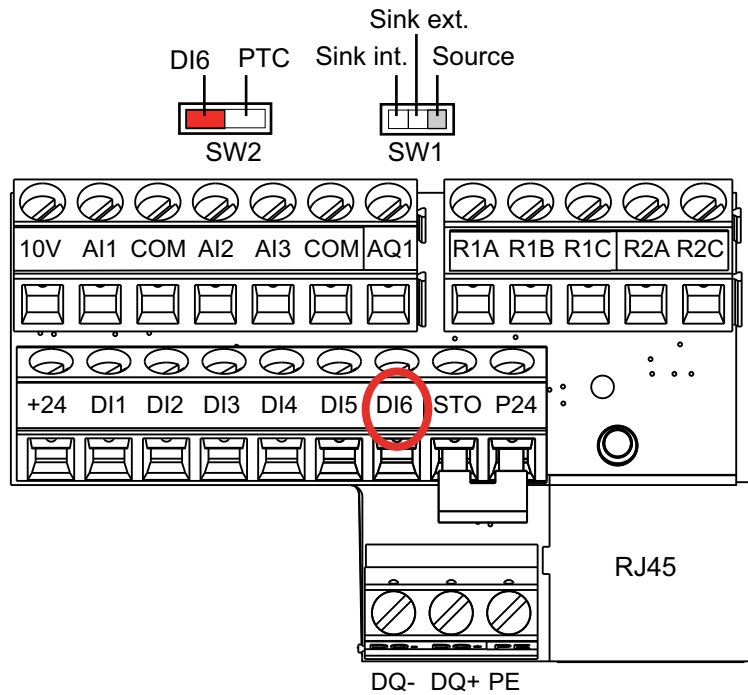 Sink ext.
DI6 PTC Sink int. Source
SW2 SW1
10V AI1 COM AI2 AI3 COM AQ1 R1A R1B R1C R2A R2C
+24 DI1 DI2 DI3 DI4 DI5 DI6 STO P24
RJ45
DQ- DQ+ PE